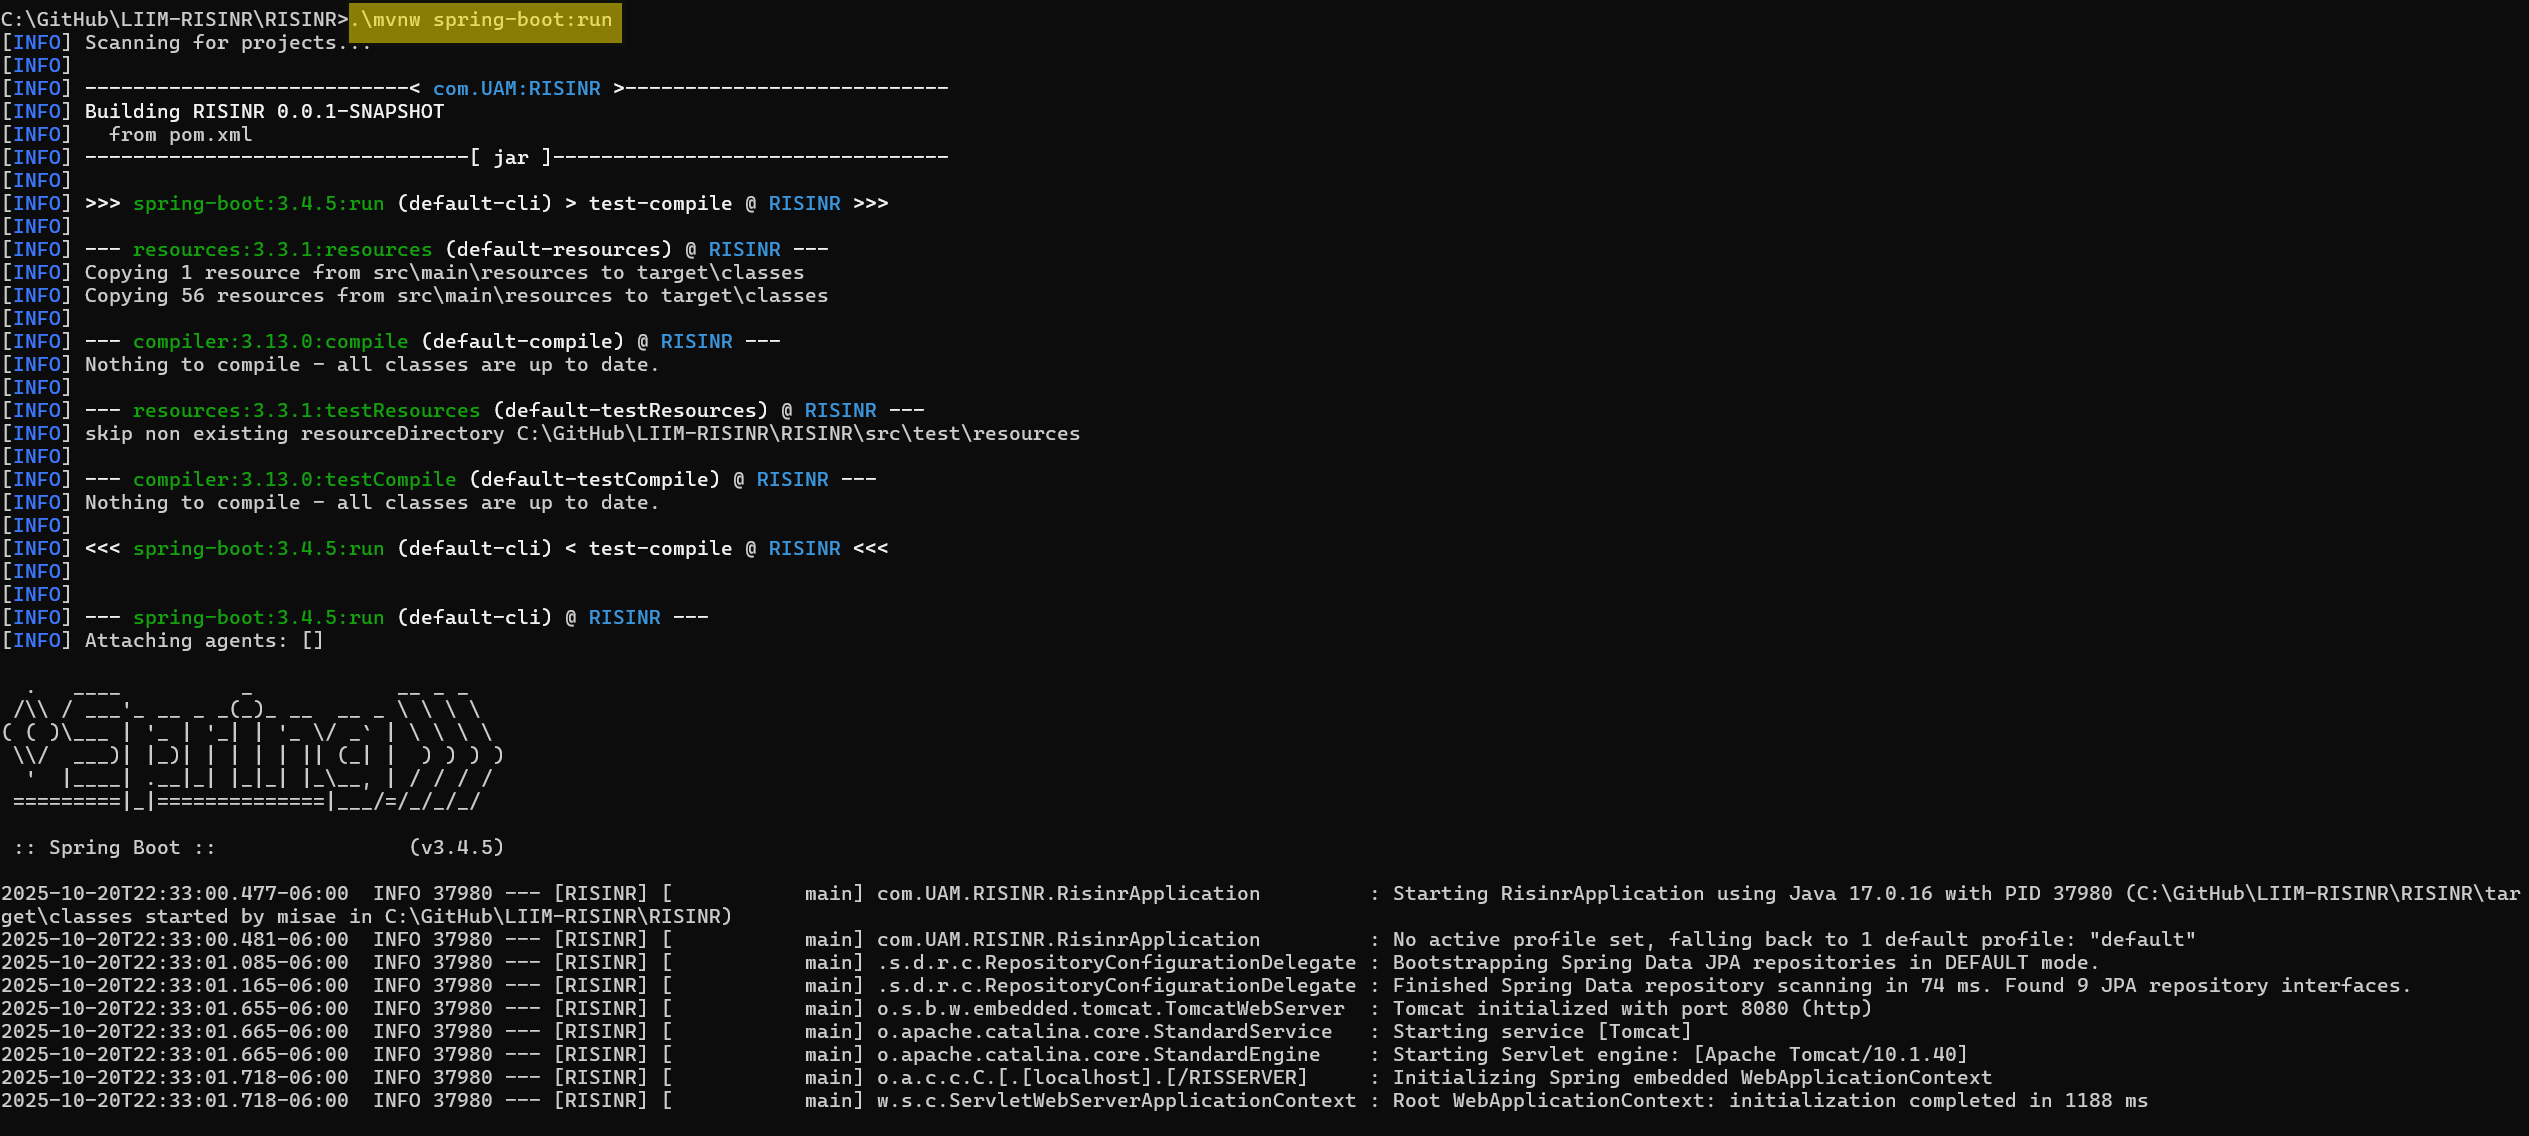 C:\GitHub\LIIM-RISINR\RISINR>.\mvnw spring-boot:run
[INFO] Scanning for projects...
[INFO]
[INFO] ---------------------------< com.UAM:RISINR >---------------------------
[INFO] Building RISINR 0.0.1-SNAPSHOT
[INFO]   from pom.xml
[INFO] --------------------------------[ jar ]---------------------------------
[INFO]
[INFO] >>> spring-boot:3.4.5:run (default-cli) > test-compile @ RISINR >>>
[INFO]
[INFO] --- resources:3.3.1:resources (default-resources) @ RISINR ---
[INFO] Copying 1 resource from src\main\resources to target\classes
[INFO] Copying 56 resources from src\main\resources to target\classes
[INFO]
[INFO] --- compiler:3.13.0:compile (default-compile) @ RISINR ---
[INFO] Nothing to compile - all classes are up to date.
[INFO]
[INFO] --- resources:3.3.1:testResources (default-testResources) @ RISINR ---
[INFO] skip non existing resourceDirectory C:\GitHub\LIIM-RISINR\RISINR\src\test\resources
[INFO]
[INFO] --- compiler:3.13.0:testCompile (default-testCompile) @ RISINR ---
[INFO] Nothing to compile - all classes are up to date.
[INFO]
[INFO] <<< spring-boot:3.4.5:run (default-cli) < test-compile @ RISINR <<<
[INFO]
[INFO]
[INFO] --- spring-boot:3.4.5:run (default-cli) @ RISINR ---
[INFO] Attaching agents: []

  .   ____          _            __ _ _
 /\\ / ___'_ __ _ _(_)_ __  __ _ \ \ \ \
( ( )\___ | '_ | '_| | '_ \/ _` | \ \ \ \
 \\/  ___)| |_)| | | | | || (_| |  ) ) ) )
  '  |____| .__|_| |_|_| |_\__, | / / / /
 =========|_|==============|___/=/_/_/_/

 :: Spring Boot ::                (v3.4.5)

2025-10-20T22:33:00.477-06:00  INFO 37980 --- [RISINR] [           main] com.UAM.RISINR.RisinrApplication         : Starting RisinrApplication using Java 17.0.16 with PID 37980 (C:\GitHub\LIIM-RISINR\RISINR\tar
get\classes started by misae in C:\GitHub\LIIM-RISINR\RISINR)
2025-10-20T22:33:00.481-06:00  INFO 37980 --- [RISINR] [           main] com.UAM.RISINR.RisinrApplication         : No active profile set, falling back to 1 default profile: "default"
2025-10-20T22:33:01.085-06:00  INFO 37980 --- [RISINR] [           main] .s.d.r.c.RepositoryConfigurationDelegate : Bootstrapping Spring Data JPA repositories in DEFAULT mode.
2025-10-20T22:33:01.165-06:00  INFO 37980 --- [RISINR] [           main] .s.d.r.c.RepositoryConfigurationDelegate : Finished Spring Data repository scanning in 74 ms. Found 9 JPA repository interfaces.
2025-10-20T22:33:01.655-06:00  INFO 37980 --- [RISINR] [           main] o.s.b.w.embedded.tomcat.TomcatWebServer  : Tomcat initialized with port 8080 (http)
2025-10-20T22:33:01.665-06:00  INFO 37980 --- [RISINR] [           main] o.apache.catalina.core.StandardService   : Starting service [Tomcat]
2025-10-20T22:33:01.665-06:00  INFO 37980 --- [RISINR] [           main] o.apache.catalina.core.StandardEngine    : Starting Servlet engine: [Apache Tomcat/10.1.40]
2025-10-20T22:33:01.718-06:00  INFO 37980 --- [RISINR] [           main] o.a.c.c.C.[.[localhost].[/RISSERVER]     : Initializing Spring embedded WebApplicationContext
2025-10-20T22:33:01.718-06:00  INFO 37980 --- [RISINR] [           main] w.s.c.ServletWebServerApplicationContext : Root WebApplicationContext: initialization completed in 1188 ms